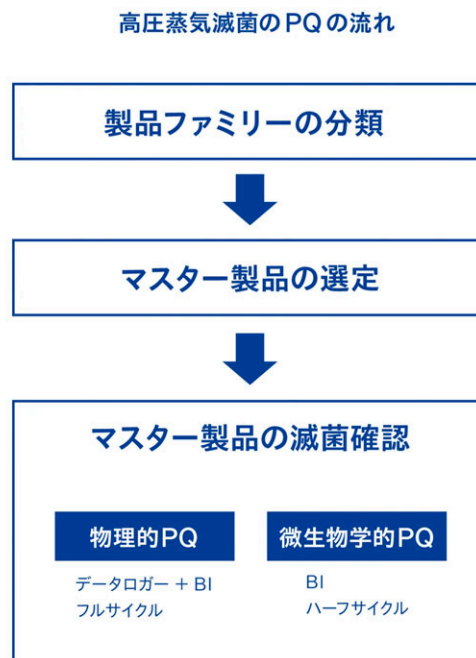 高圧蒸気滅菌のPQの流れ
製品ファミリーの分類
マスター製品の選定
マスター製品の滅菌確認
物理的PQ
データロガー + BI
フルサイクル
微生物学的PQ
BI
ハーフサイクル